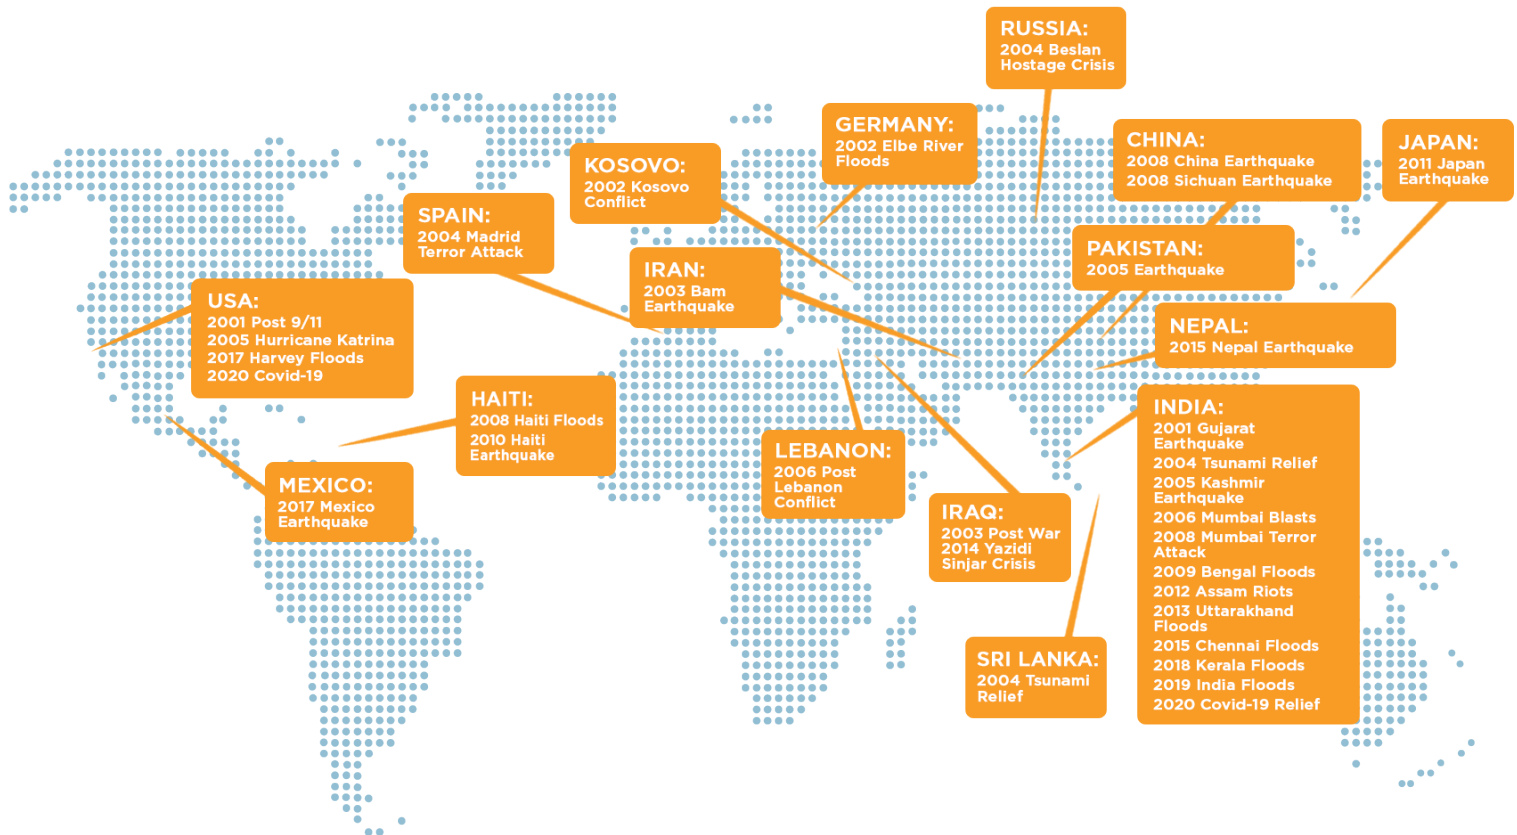 RUSSIA:
2004 Beslan
Hostage Crisis
GERMANY:
2002 Elbe River
Floods
CHINA:
2008 China Earthquake
2008 Sichuan Earthquake
JAPAN:
2011 Japan
Earthquake
KOSOVO:
2002 Kosovo
Conflict
SPAIN:
2004 Madrid
Terror Attack
PAKISTAN:
2005 Earthquake
IRAN:
2003 Bam
Earthquake
USA:
2001 Post 9/11
2005 Hurricane Katrina
2017 Harvey Floods
2020 Covid-19
NEPAL:
2015 Nepal Earthquake
HAITI:
2008 Haiti Floods
2010 Haiti
Earthquake
INDIA:
2001 Gujarat
Earthquake
2004 Tsunami Relief
2005 Kashmir
Earthquake
2006 Mumbai Blasts
2008 Mumbai Terror
Attack
2009 Bengal Floods
2012 Assam Riots
2013 Uttarakhand
Floods
2015 Chennai Floods
2018 Kerala Floods
2019 India Floods
2020 Covid-19 Relief
LEBANON:
2006 Post
Lebanon
Conflict
MEXICO:
2017 Mexico
Earthquake
IRAQ:
2003 Post War
2014 Yazidi
Sinjar Crisis
SRI LANKA:
2004 Tsunami
Relief